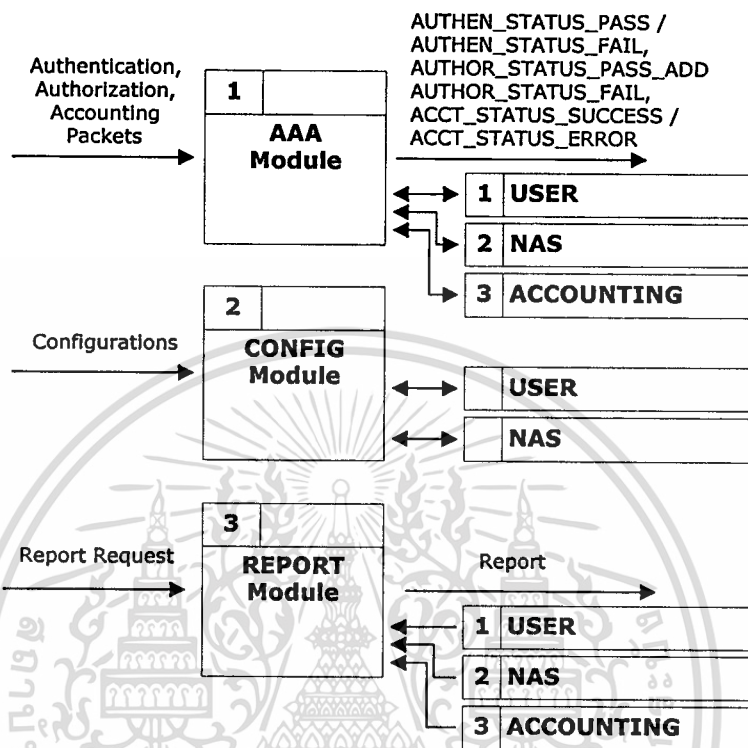 Authentication,
Authorization,
Accounting
Packets
1
AAA
Module
AUTHEN_STATUS_PASS /
AUTHEN_STATUS_FAIL,
AUTHOR_STATUS_PASS_ADD
AUTHOR_STATUS_FAIL,
ACCT_STATUS_SUCCESS /
ACCT_STATUS_ERROR
1 USER
2 NAS
3 ACCOUNTING
Configurations
2
CONFIG
Module
USER
NAS
Report Request
3
REPORT
Module
Report
1 USER
2 NAS
3 ACCOUNTING